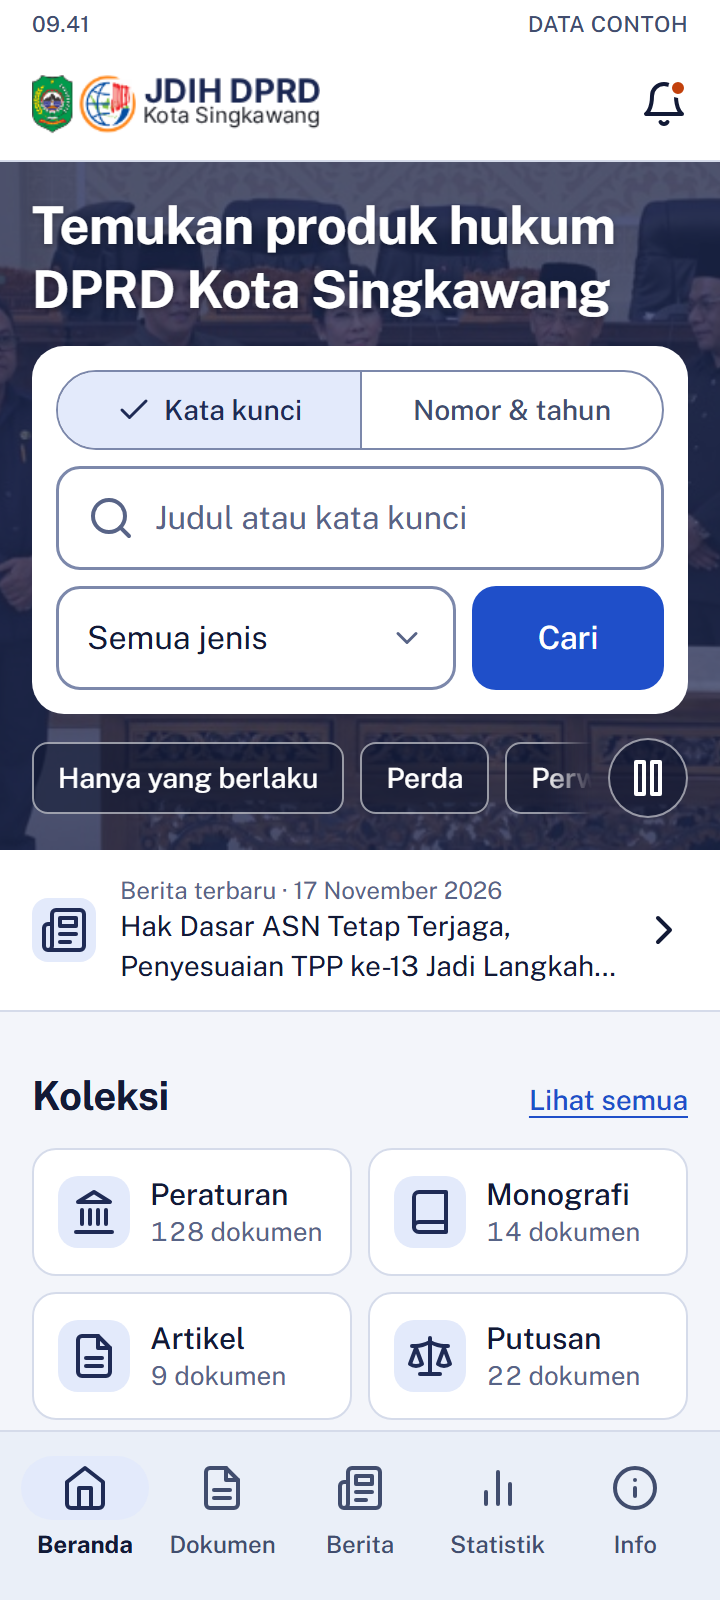 09.41
DATA CONTOH
JDIH DPRD
Kota Singkawang
Temukan produk hukum
DPRD Kota Singkawang
Kata kunci
Nomor & tahun
Judul atau kata kunci
Semua jenis
Cari
Hanya yang berlaku
Perda
Berita terbaru · 17 November 2026
Hak Dasar ASN Tetap Terjaga,
Penyesuaian TPP ke-13 Jadi Langkah...
Koleksi
Lihat semua
Peraturan
128 dokumen
Monografi
14 dokumen
Artikel
9 dokumen
Putusan
22 dokumen
Beranda
Dokumen
Berita
Statistik
Info